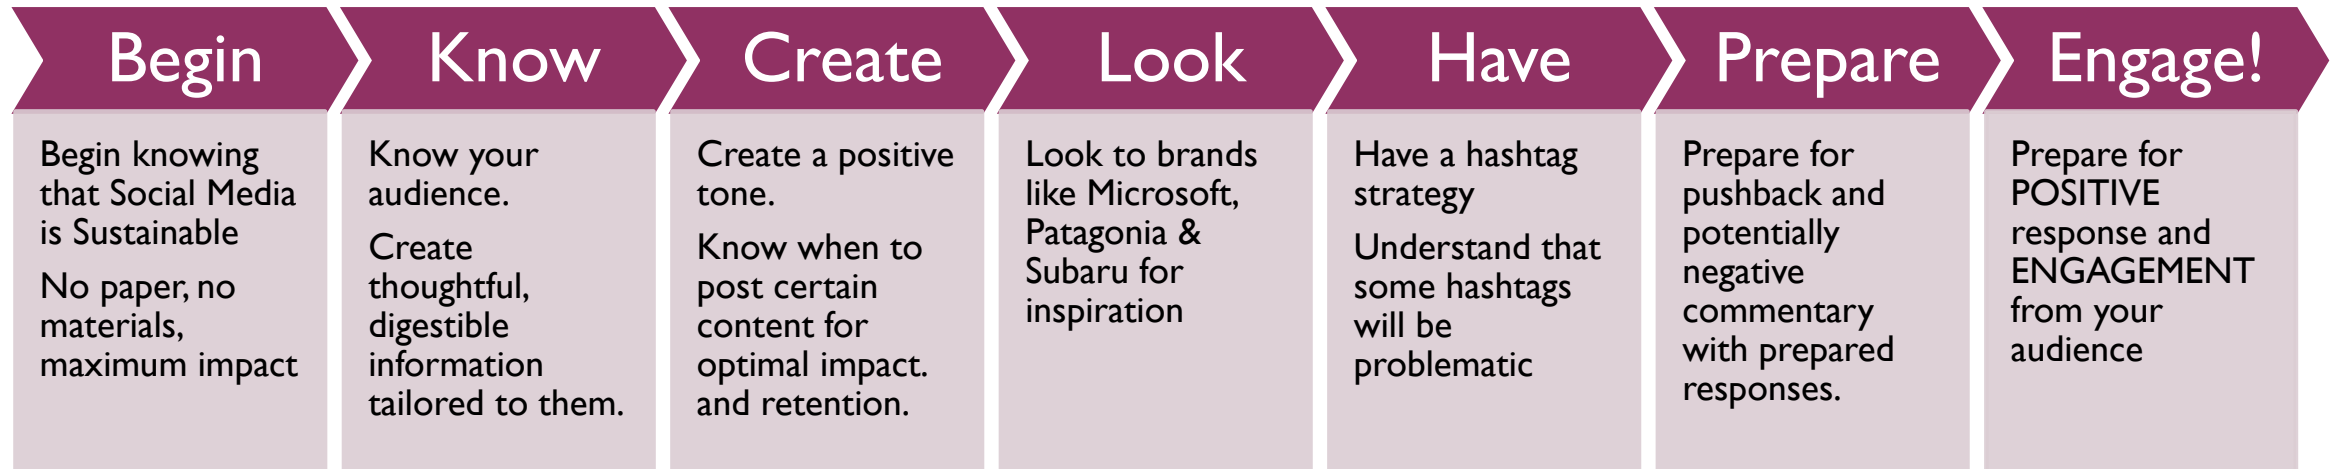 Begin
Begin knowing
that Social Media
is Sustainable
No paper, no
materials,
maximum impact
Know
Know your
audience.
Create
thoughtful,
digestible
information
tailored to them.
Create
Create a positive
tone.
Know when to
post certain
content for
optimal impact.
and retention.
Look
Look to brands
like Microsoft,
Patagonia &
Subaru for
inspiration
Have
Have a hashtag
strategy
Understand that
some hashtags
will be
problematic
Prepare
Prepare for
pushback and
potentially
negative
commentary
with prepared
responses.
Engage!
Prepare for
POSITIVE
response and
ENGAGEMENT
from your
audience